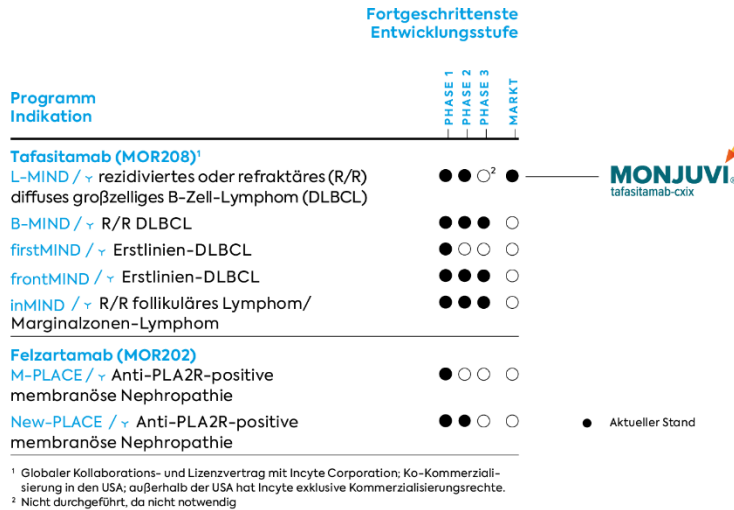 Fortgeschrittenste
Entwicklungsstufe
Programm
Indikation
PHASE 1
PHASE 2
PHASE 3
MARKT
Tafasitamab (MOR208)¹
L-MIND / rezidiviertes oder refraktäres (R/R)
diffuses großzelliges B-Zell-Lymphom (DLBCL)
2
MONJUVI®
tafasitamab-cxix
B-MIND / R/R DLBCL
firstMIND / Erstlinien-DLBCL
frontMIND / Erstlinien-DLBCL
inMIND / R/R follikuläres Lymphom/
Marginalzonen-Lymphom
Felzartamab (MOR202)
M-PLACE / Anti-PLA2R-positive
membranöse Nephropathie
New-PLACE / Anti-PLA2R-positive
membranöse Nephropathie
Aktueller Stand
¹ Globaler Kollaborations- und Lizenzvertrag mit Incyte Corporation; Ko-Kommerziali-
sierung in den USA; außerhalb der USA hat Incyte exklusive Kommerzialisierungsrechte.
² Nicht durchgeführt, da nicht notwendig